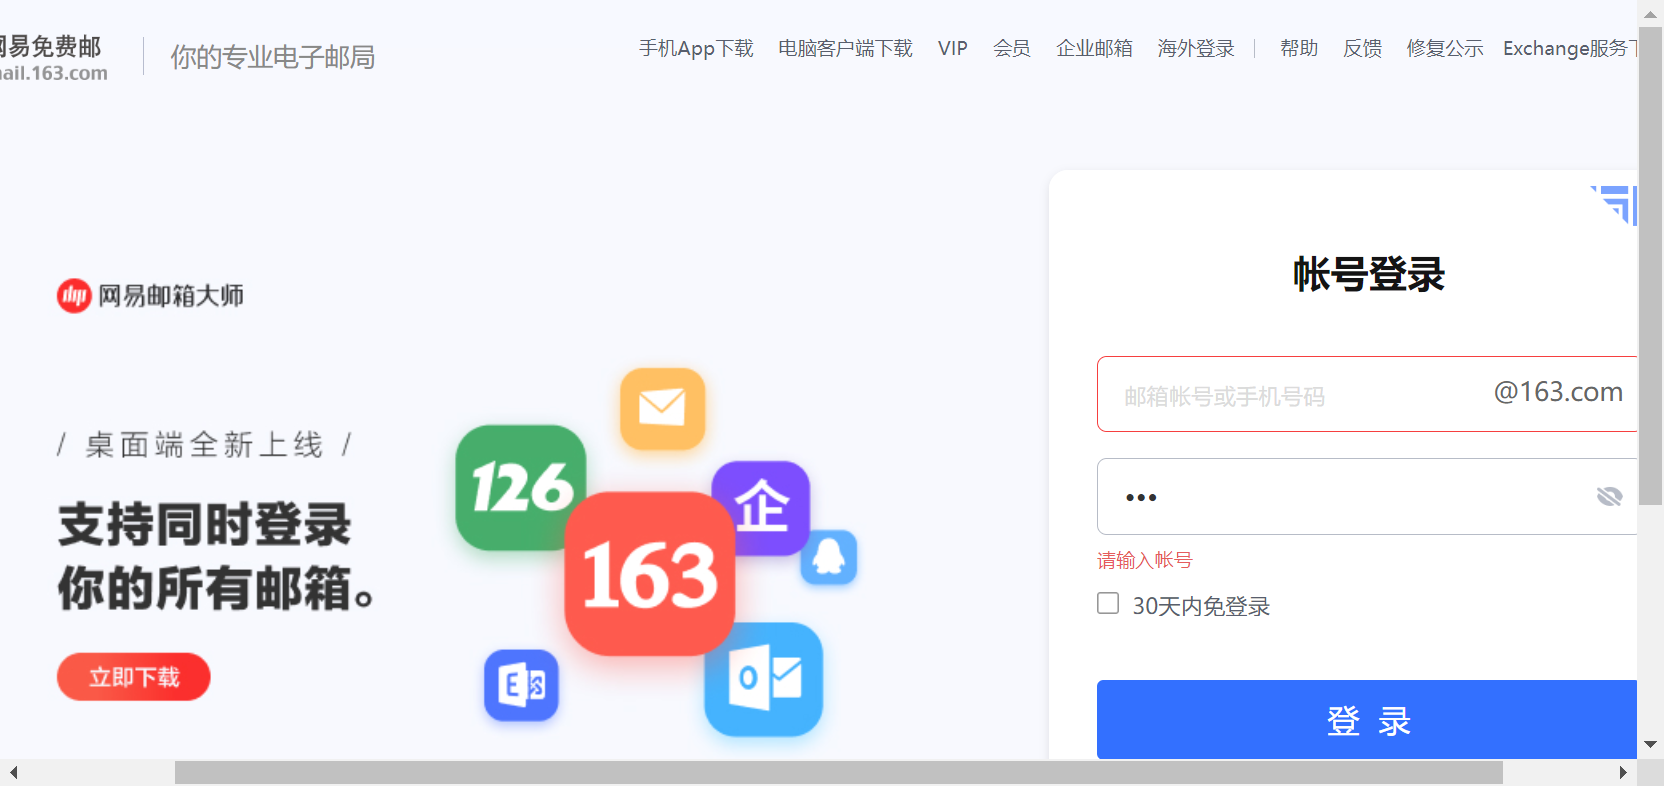 网易免费邮
mail.163.com
你的专业电子邮局
手机App下载 电脑客户端下载 VIP 会员 企业邮箱 海外登录 帮助 反馈 修复公示 Exchange服务
网易邮箱大师
/ 桌面端全新上线 /
支持同时登录
你的所有邮箱。
立即下载
126
163
企
E
O
帐号登录
邮箱帐号或手机号码 @163.com
•••
请输入帐号
30天内免登录
登 录